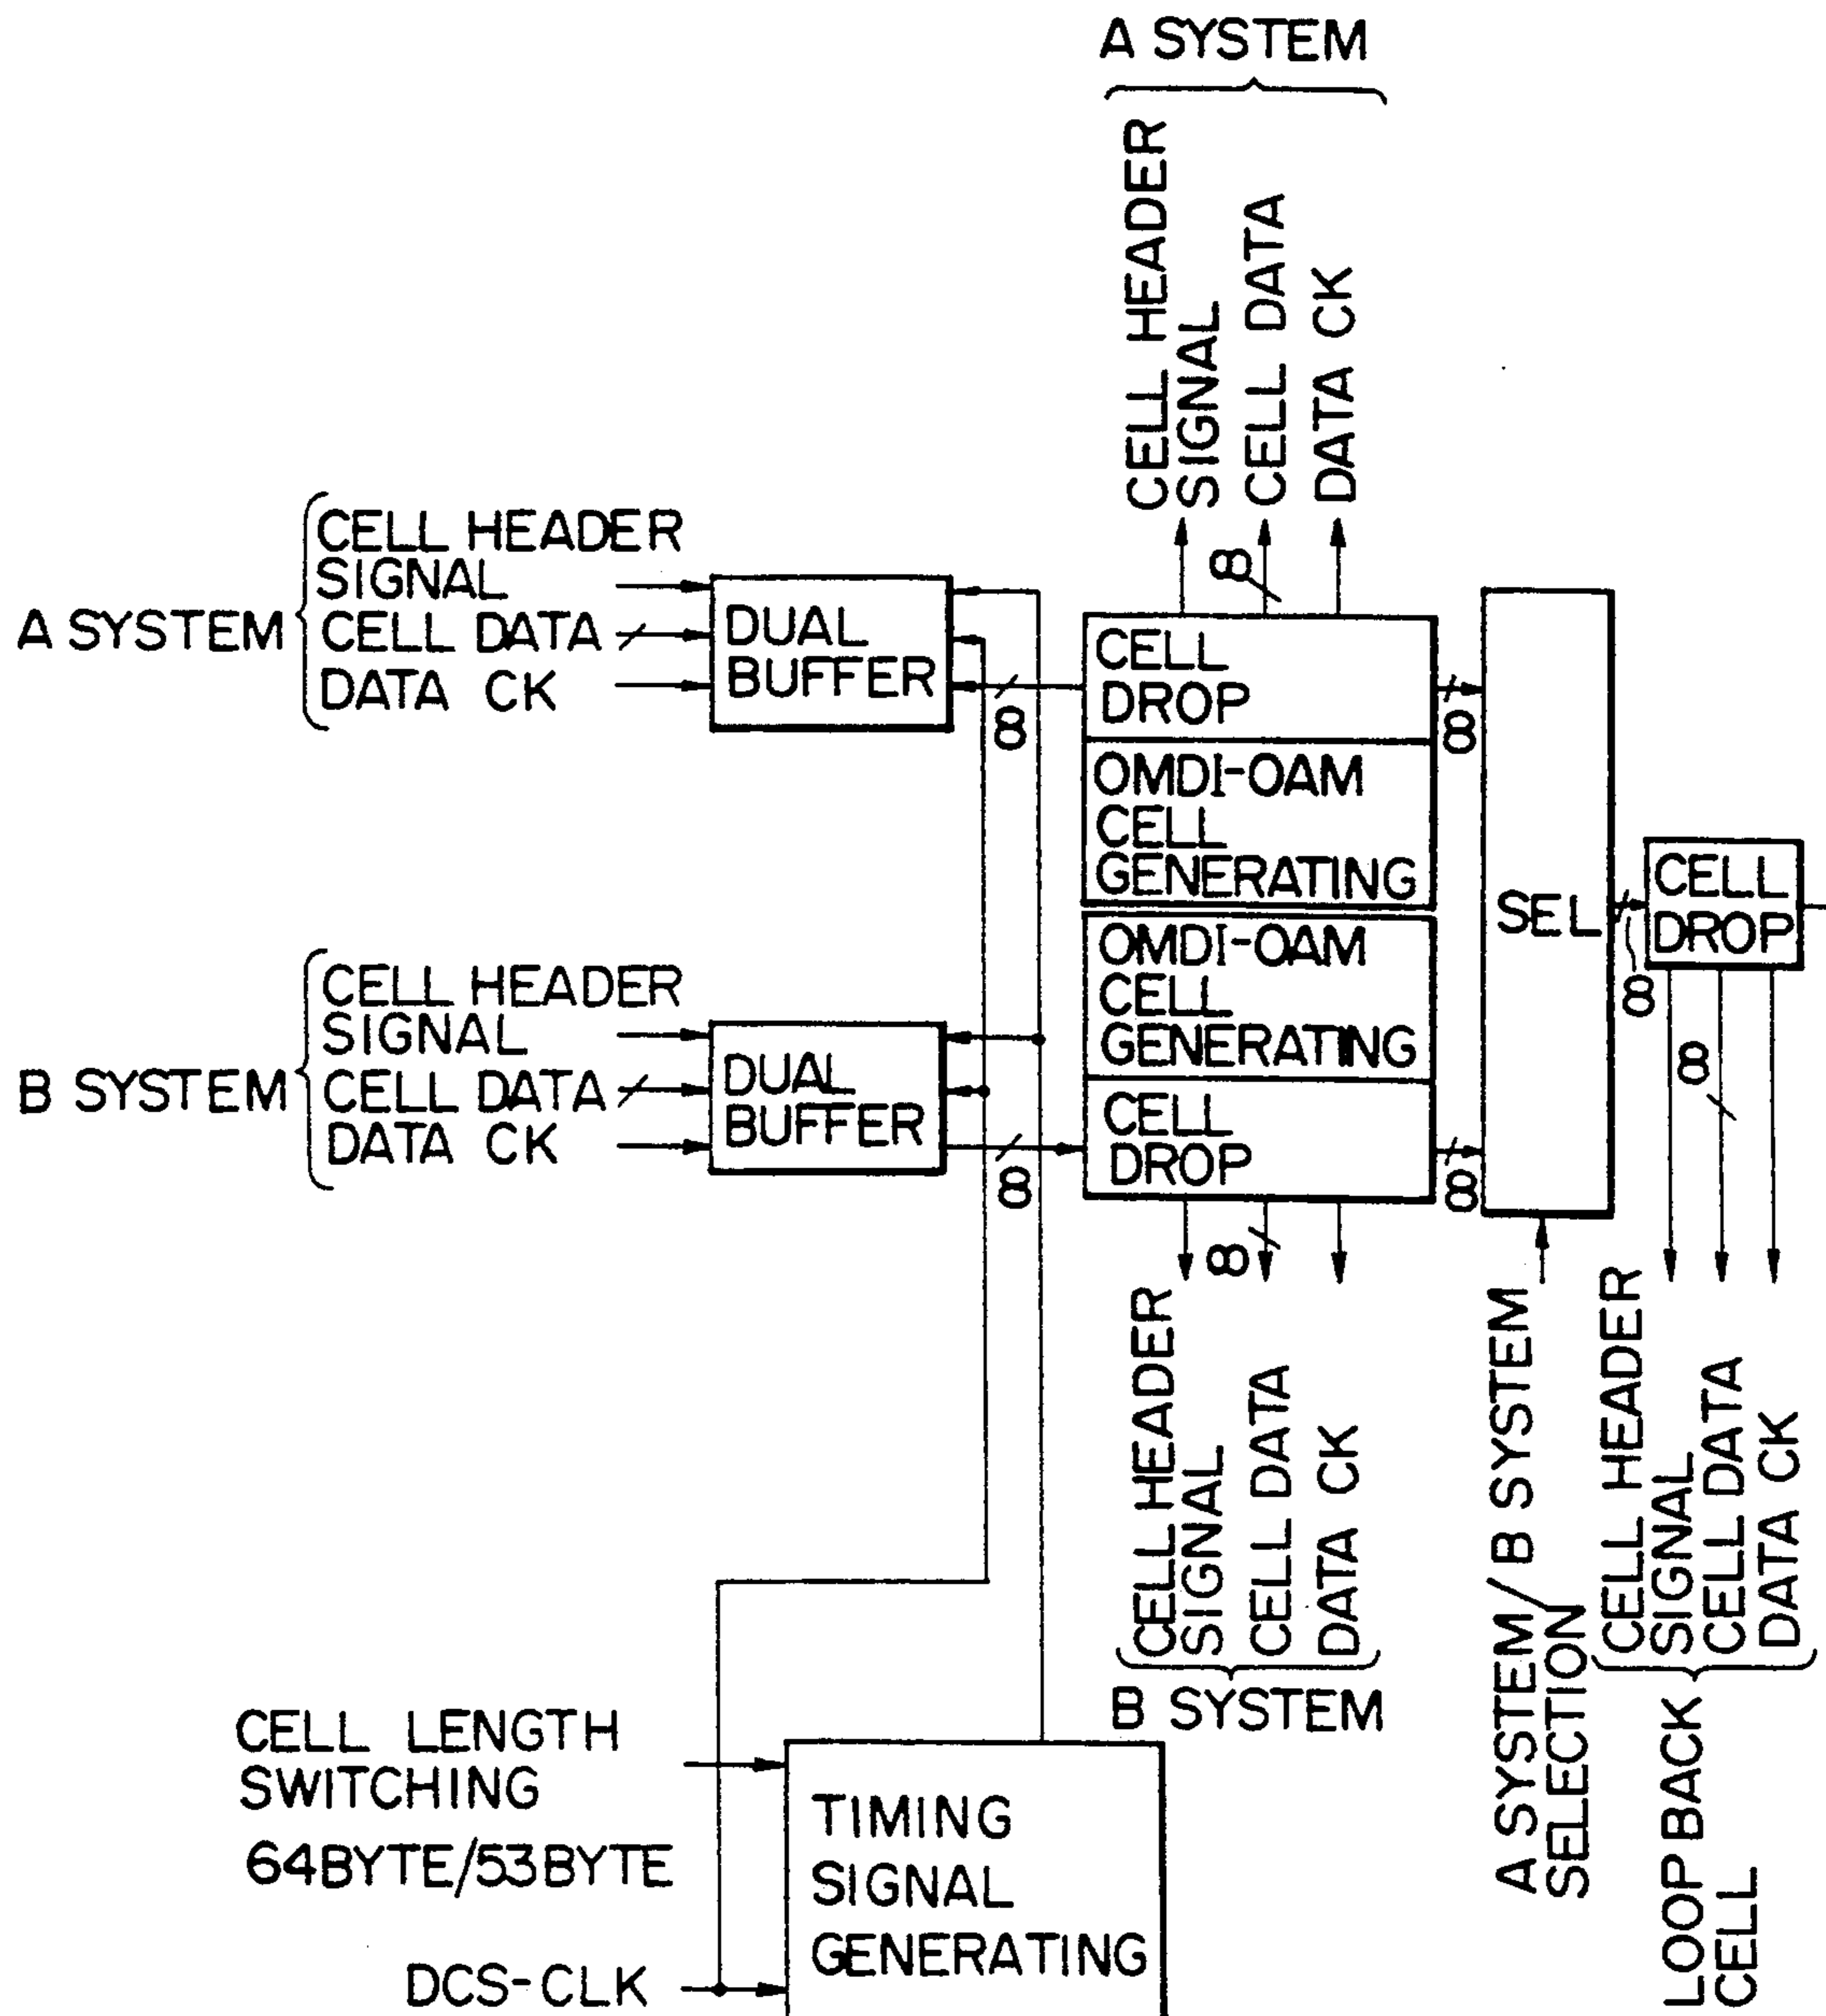 A SYSTEM
CELL HEADER
SIGNAL
CELL DATA
DATA CK
A SYSTEM
CELL HEADER
SIGNAL
CELL DATA
DATA CK
DUAL
BUFFER
8
8
CELL
DROP
8
OMDI-OAM
CELL
GENERATING
SEL
8
CELL
DROP
B SYSTEM
CELL HEADER
SIGNAL
CELL DATA
DATA CK
DUAL
BUFFER
8
OMDI-OAM
CELL
GENERATING
CELL
DROP
8
8
8
CELL HEADER
SIGNAL
CELL DATA
DATA CK
B SYSTEM
A SYSTEM/B SYSTEM
SELECTION
CELL HEADER
SIGNAL
CELL DATA
DATA CK
LOOP BACK
CELL
CELL LENGTH
SWITCHING
64BYTE/53BYTE
DCS-CLK
TIMING
SIGNAL
GENERATING